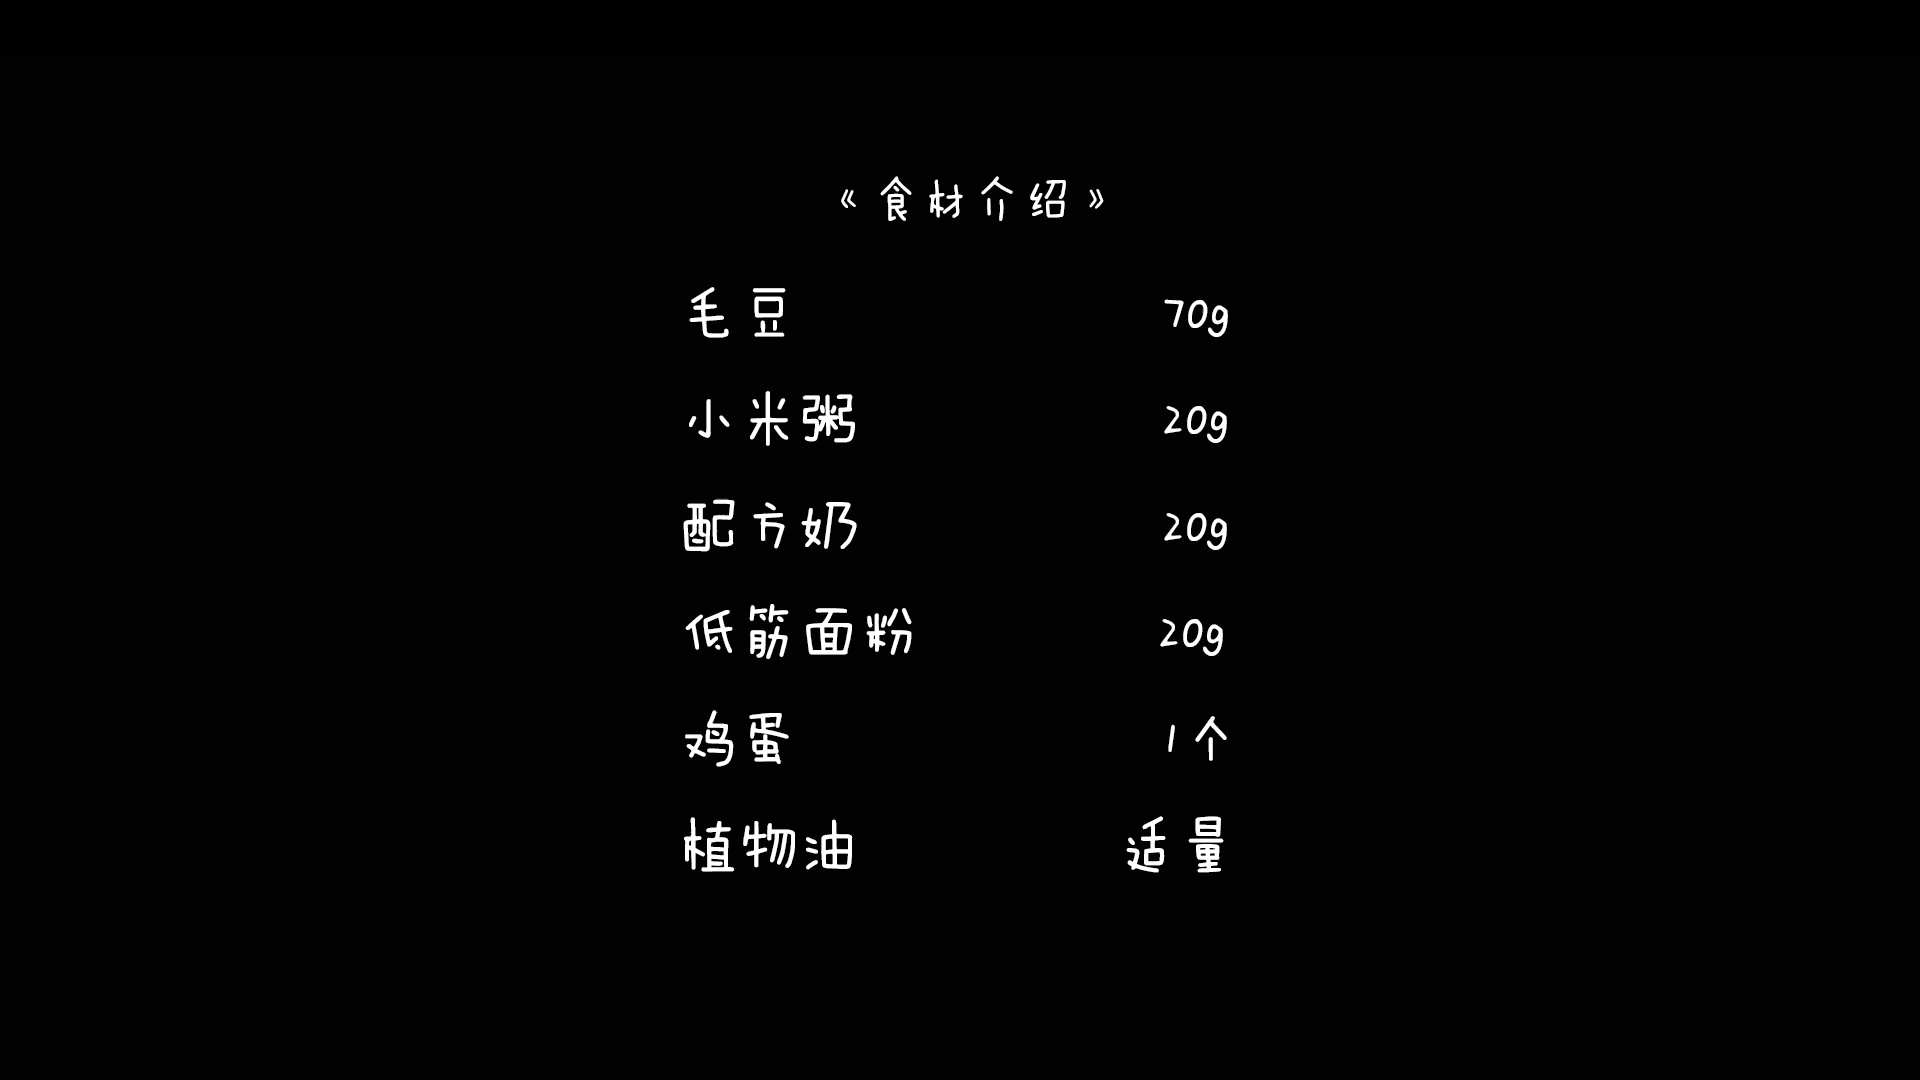 《食材介绍》
毛豆 70g
小米粥 20g
配方奶 20g
低筋面粉 20g
鸡蛋 1个
植物油 适量